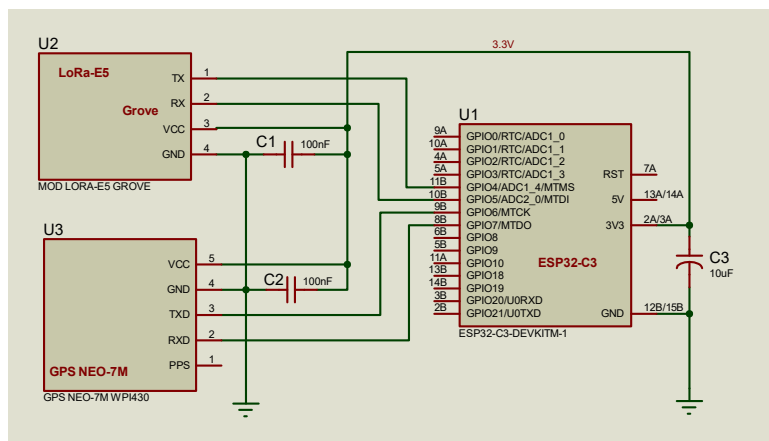 U2
LoRa-E5
Grove
TX 1
RX 2
VCC 3
GND 4
MOD LORA-E5 GROVE
C1
100nF
3.3V
U3
VCC 5
GND 4
TXD 3
RXD 2
PPS 1
GPS NEO-7M
GPS NEO-7M WPI430
C2
100nF
U1
9A GPIO0/RTC/ADC1_0
10A GPIO1/RTC/ADC1_1
4A GPIO2/RTC/ADC1_2
5A GPIO3/RTC/ADC1_3
11B GPIO4/ADC1_4/MTMS
10B GPIO5/ADC2_0/MTDI
9B GPIO6/MTCK
8B GPIO7/MTDO
6B GPIO8
5B GPIO9
11A GPIO10
13B GPIO18
14B GPIO19
3B GPIO20/U0RXD
2B GPIO21/U0TXD
RST 7A
5V 13A/14A
3V3 2A/3A
ESP32-C3
GND 12B/15B
ESP32-C3-DEVKITM-1
C3
10uF